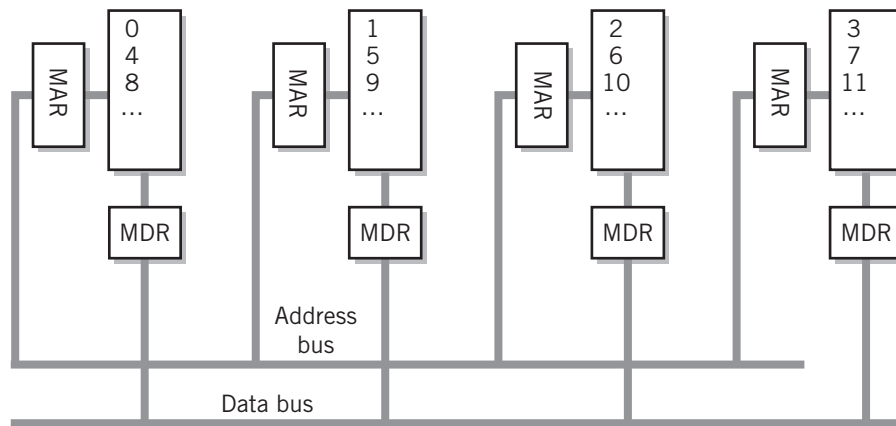 MAR
0
4
8
...
MDR
MAR
1
5
9
...
MDR
MAR
2
6
10
...
MDR
MAR
3
7
11
...
MDR
Address
bus
Data bus